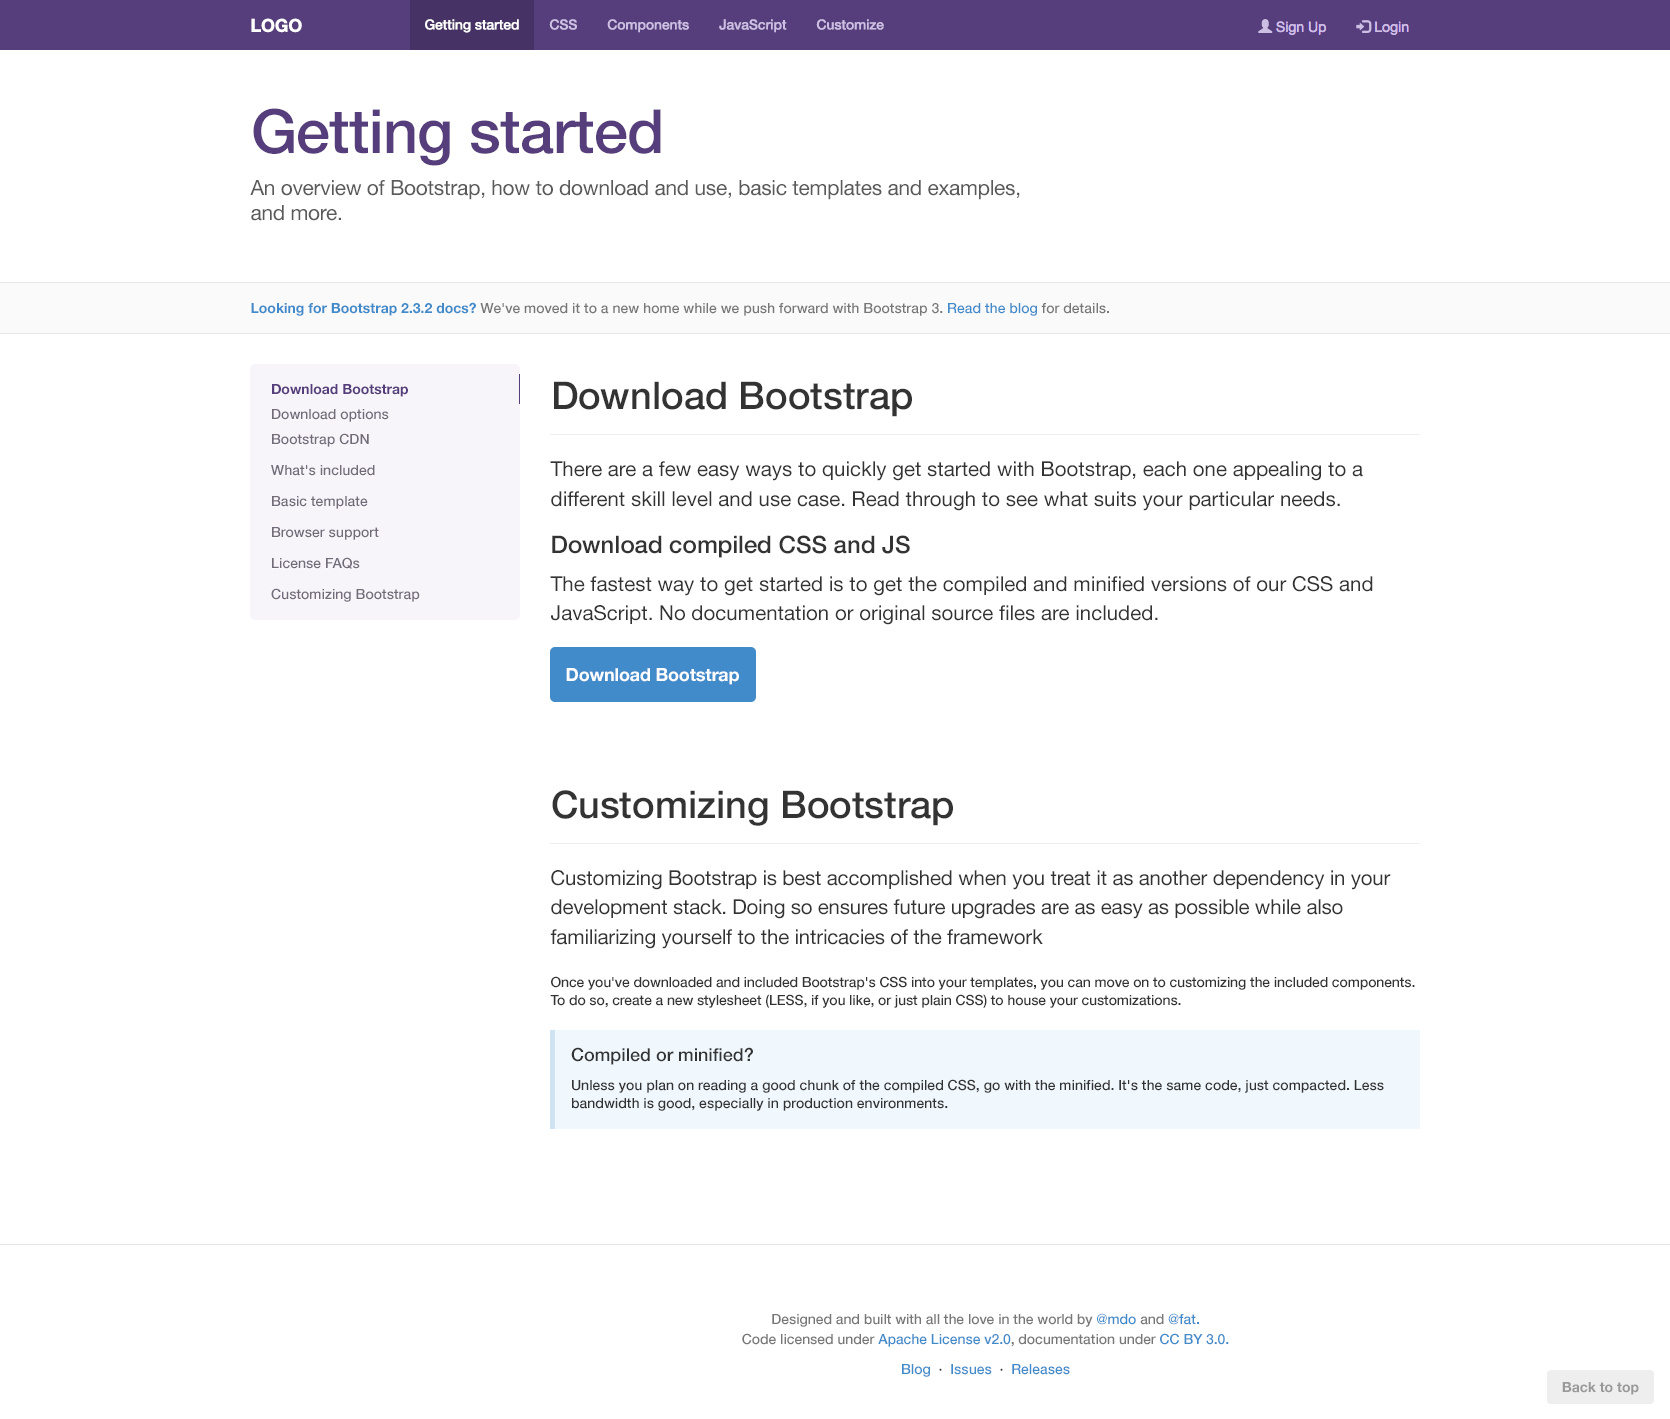 LOGO
Getting started
CSS
Components
JavaScript
Customize
Sign Up
Login
Getting started
An overview of Bootstrap, how to download and use, basic templates and examples,
and more.
Looking for Bootstrap 2.3.2 docs? We've moved it to a new home while we push forward with Bootstrap 3. Read the blog for details.
Download Bootstrap
Download options
Bootstrap CDN
What's included
Basic template
Browser support
License FAQs
Customizing Bootstrap
Download Bootstrap
There are a few easy ways to quickly get started with Bootstrap, each one appealing to a
different skill level and use case. Read through to see what suits your particular needs.
Download compiled CSS and JS
The fastest way to get started is to get the compiled and minified versions of our CSS and
JavaScript. No documentation or original source files are included.
Download Bootstrap
Customizing Bootstrap
Customizing Bootstrap is best accomplished when you treat it as another dependency in your
development stack. Doing so ensures future upgrades are as easy as possible while also
familiarizing yourself to the intricacies of the framework
Once you've downloaded and included Bootstrap's CSS into your templates, you can move on to customizing the included components.
To do so, create a new stylesheet (LESS, if you like, or just plain CSS) to house your customizations.
Compiled or minified?
Unless you plan on reading a good chunk of the compiled CSS, go with the minified. It's the same code, just compacted. Less
bandwidth is good, especially in production environments.
Designed and built with all the love in the world by @mdo and @fat.
Code licensed under Apache License v2.0, documentation under CC BY 3.0.
Blog · Issues · Releases
Back to top